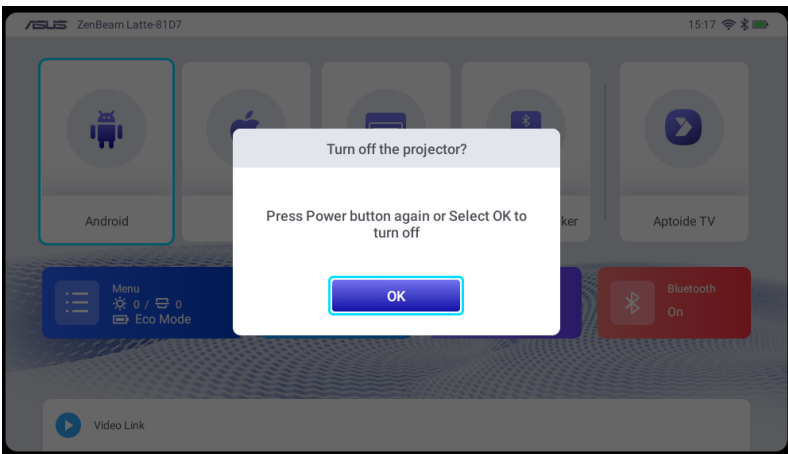 ASUS ZenBeam Latte-81D7
15:17
Turn off the projector?
Press Power button again or Select OK to
turn off
OK
Android
ker
Aptoide TV
Menu
0 / 0
Eco Mode
Bluetooth
On
Video Link